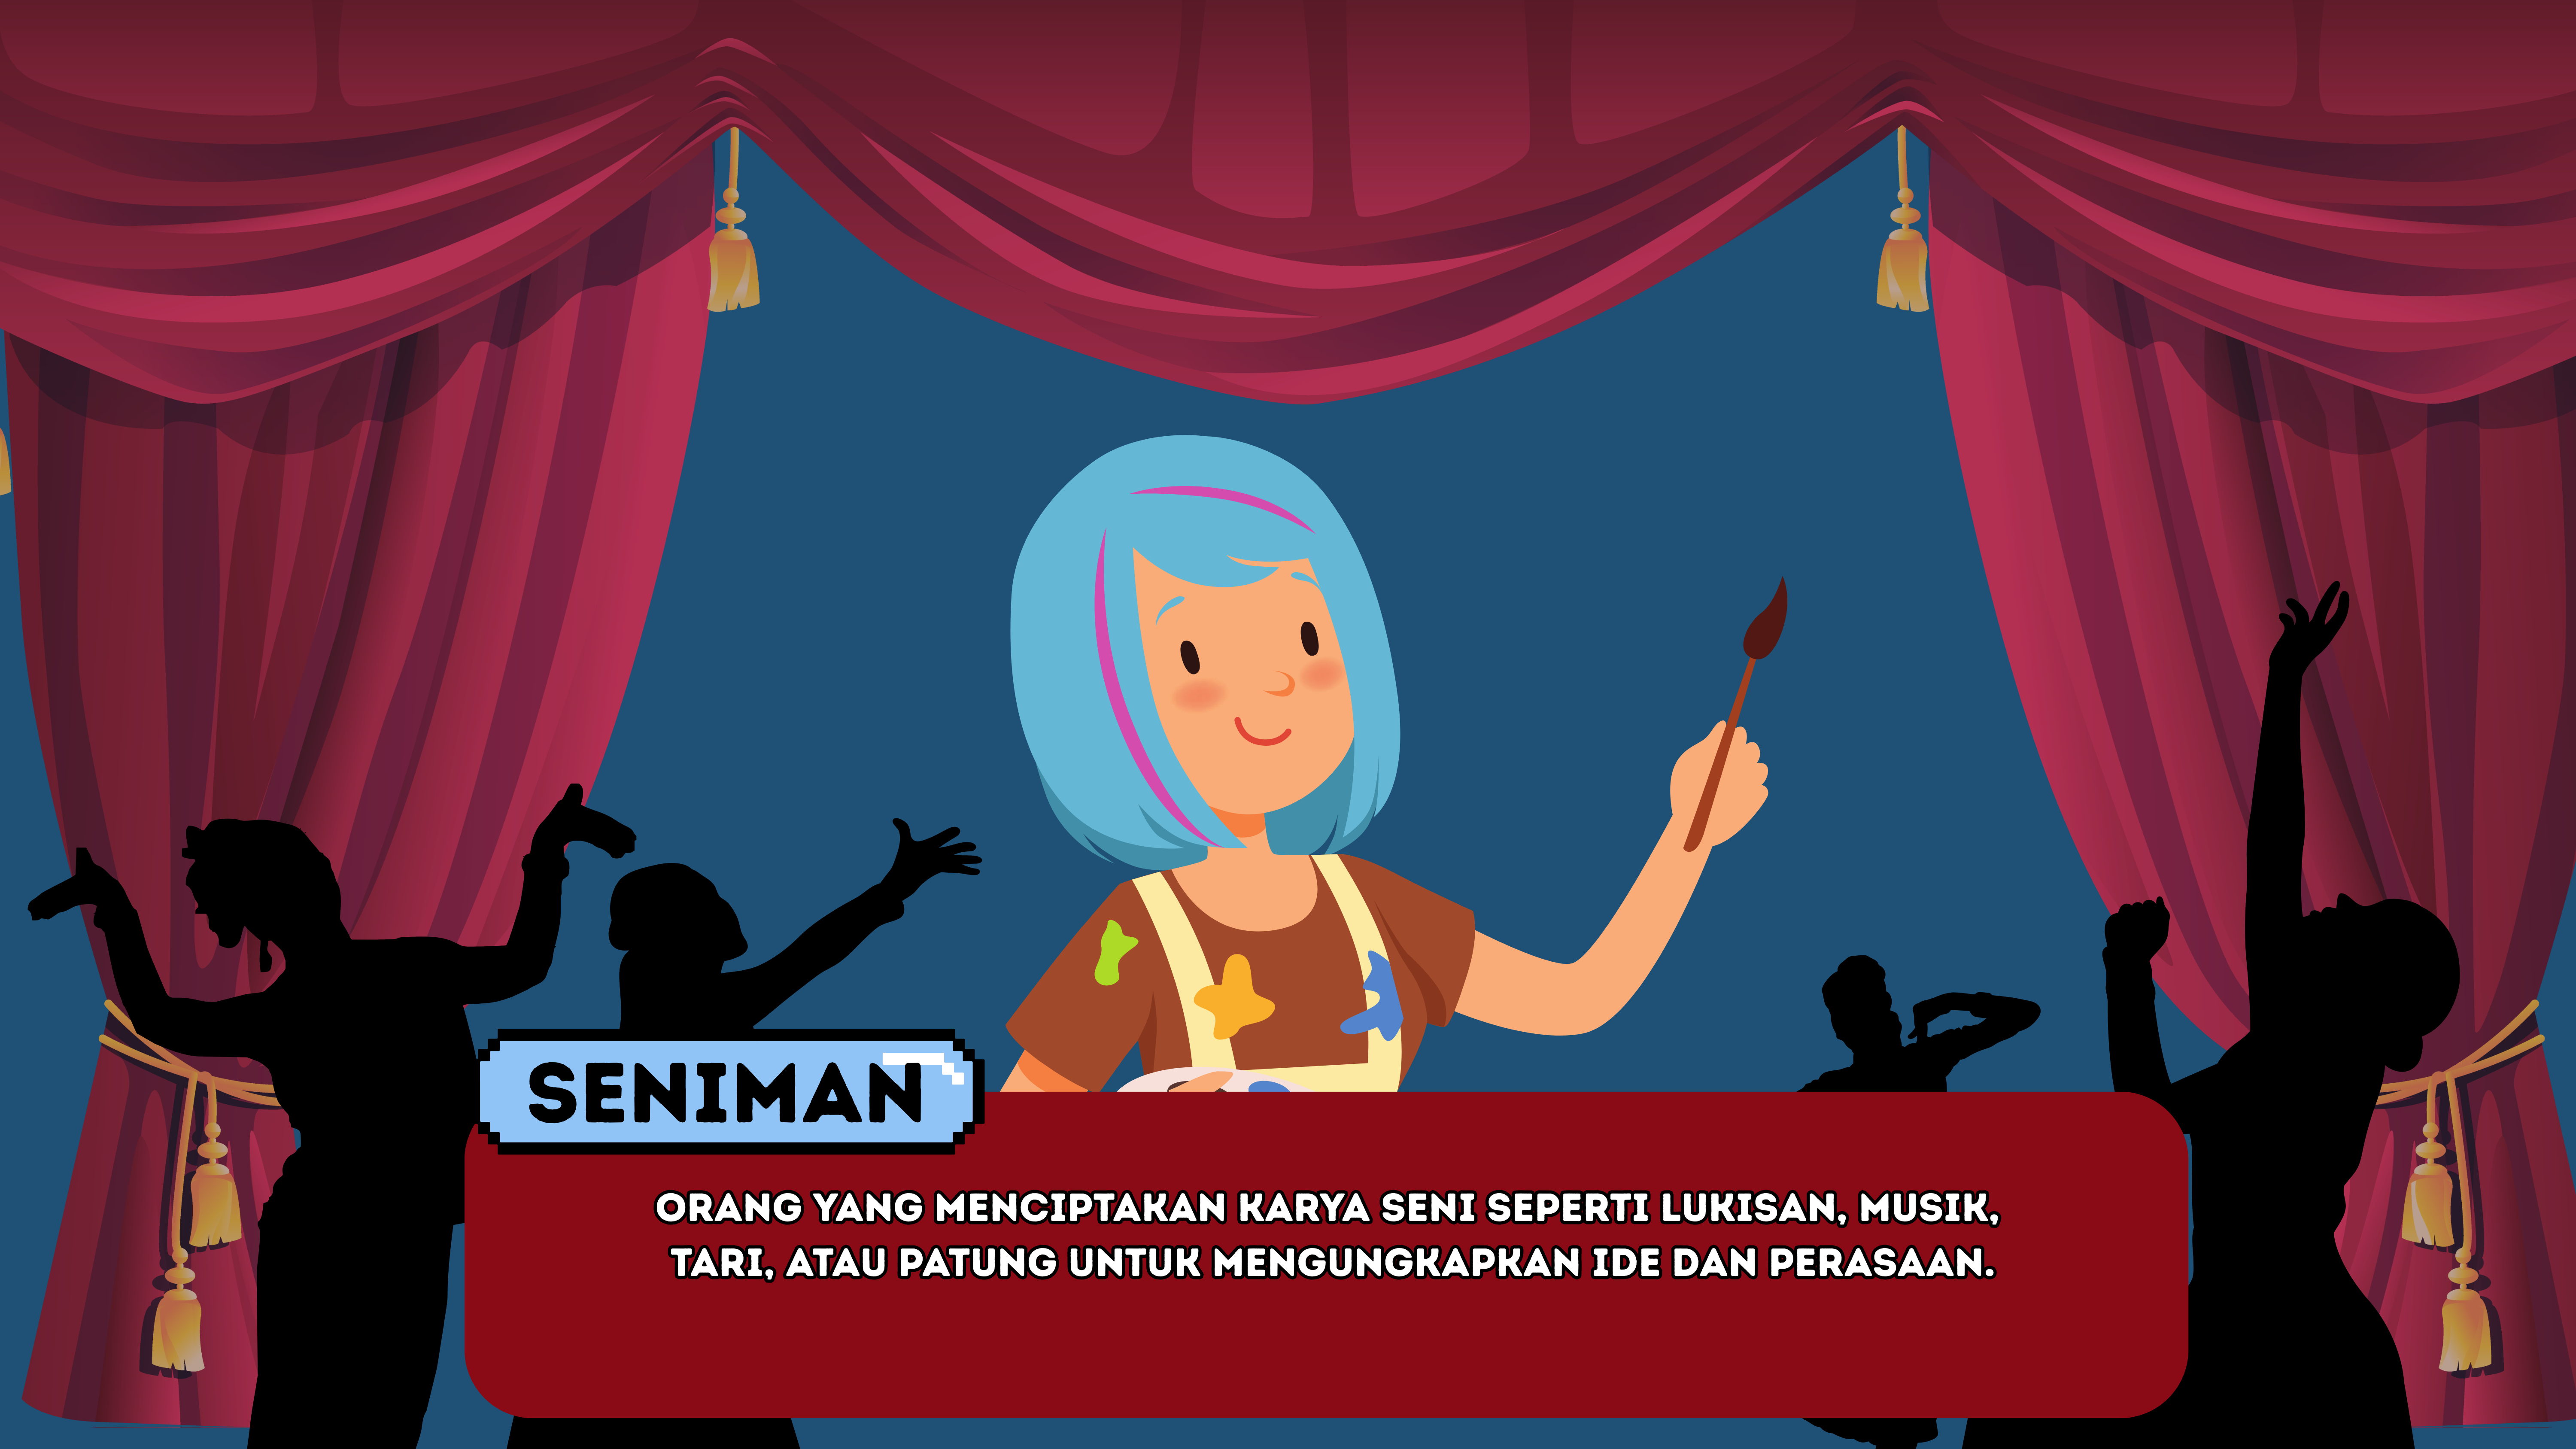 SENIMAN
ORANG YANG MENCIPTAKAN KARYA SENI SEPERTI LUKISAN, MUSIK,
TARI, ATAU PATUNG UNTUK MENGUNGKAPKAN IDE DAN PERASAAN.